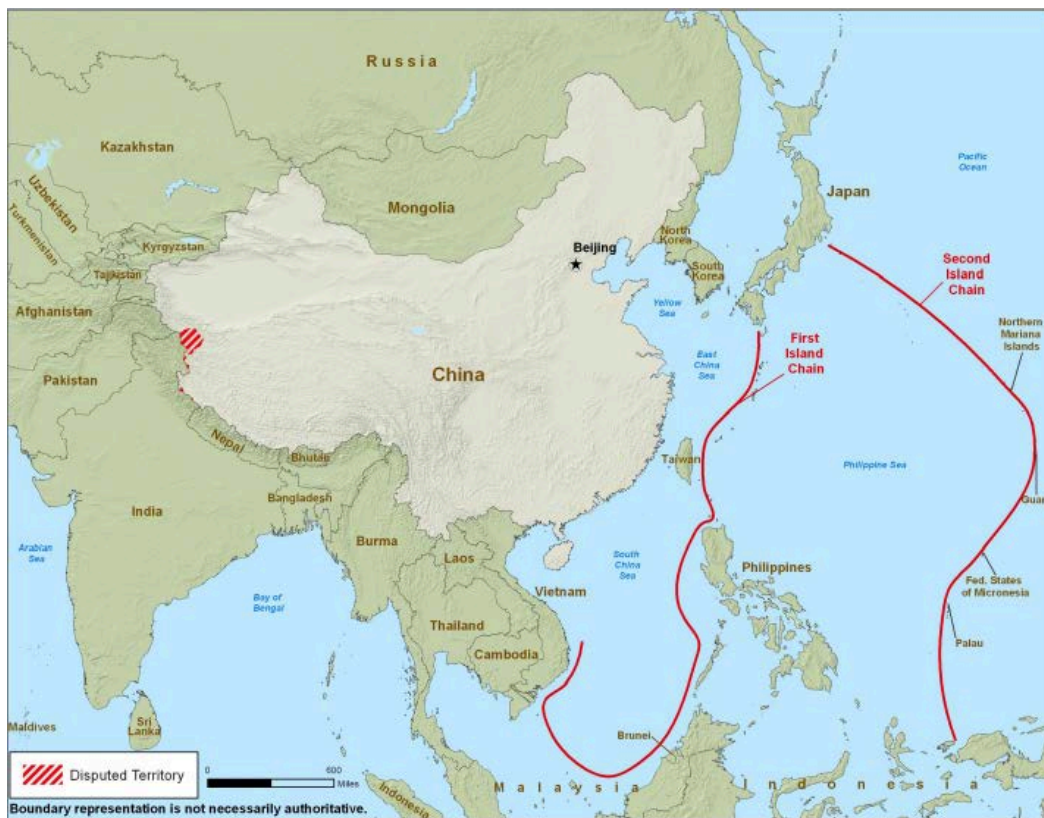 Russia
Kazakhstan
Mongolia
Uzbekistan
Turkmenistan
Kyrgyzstan
Tajikistan
Afghanistan
Pakistan
Beijing
North
Korea
South
Korea
Japan
Pacific
Ocean
Yellow
Sea
East
China
Sea
First
Island
Chain
Second
Island
Chain
Northern
Mariana
Islands
China
Nepal
Bhutan
Bangladesh
India
Burma
Laos
Taiwan
Philippine Sea
Guam
Arabian
Sea
Bay of
Bengal
South
China
Sea
Vietnam
Thailand
Cambodia
Philippines
Fed. States
of Micronesia
Palau
Maldives
Sri
Lanka
Brunei
Malaysia
Indonesia
Indonesia
Disputed Territory
0 600
Miles
Boundary representation is not necessarily authoritative.